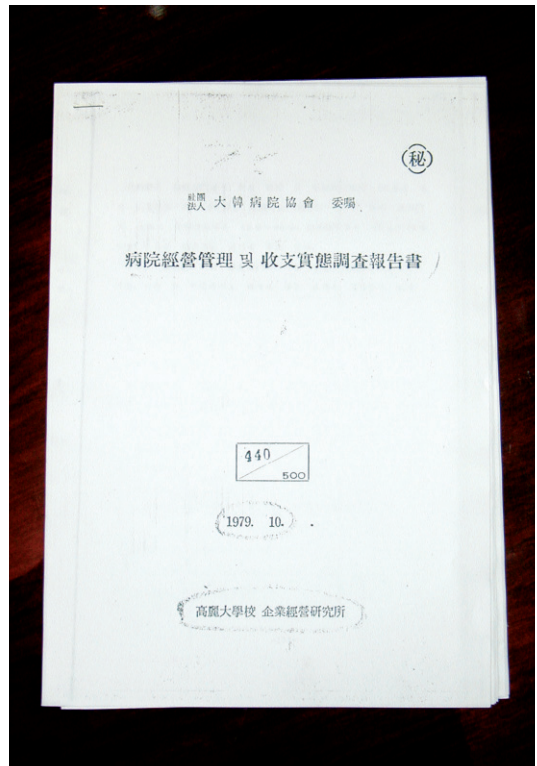 秘
社團法人 大韓病院協會 委囑
病院經營管理 및 收支實態調査報告書
440
500
1979. 10. .
高麗大學校 企業經營硏究所